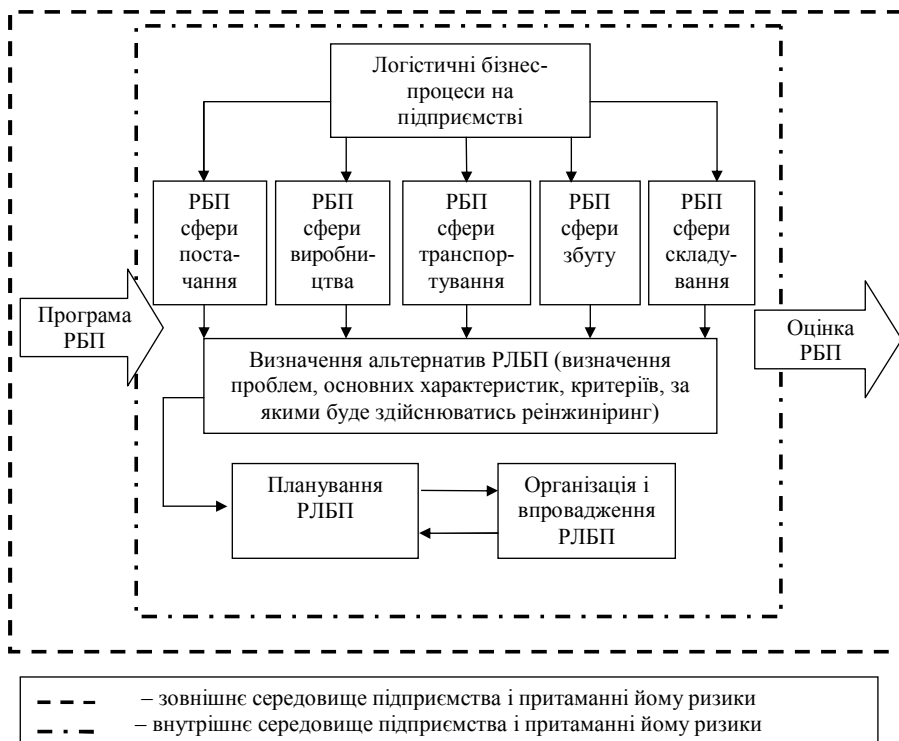 Логістичні бізнес-
процеси на
підприємстві
РБП
сфери
поста-
чання
РБП
сфери
виробни-
цтва
РБП
сфери
транспор-
тування
РБП
сфери
збуту
РБП
сфери
складу-
вання
Програма
РБП
Оцінка
РБП
Визначення альтернатив РЛБП (визначення
проблем, основних характеристик, критеріїв, за
якими буде здійснюватись реінжиніринг)
Планування
РЛБП
Організація і
впровадження
РЛБП
– зовнішнє середовище підприємства і притаманні йому ризики
– внутрішнє середовище підприємства і притаманні йому ризики